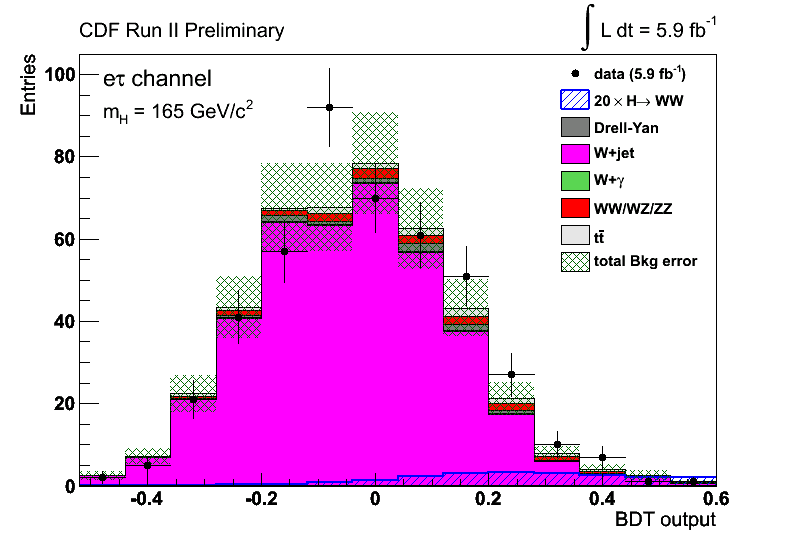 CDF Run II Preliminary
∫ L dt = 5.9 fb⁻¹
Entries
100
80
60
40
20
0
eτ channel
m_H = 165 GeV/c²
data (5.9 fb⁻¹)
20 × H→ WW
Drell-Yan
W+jet
W+γ
WW/WZ/ZZ
tt̄
total Bkg error
-0.4 -0.2 0 0.2 0.4 0.6
BDT output